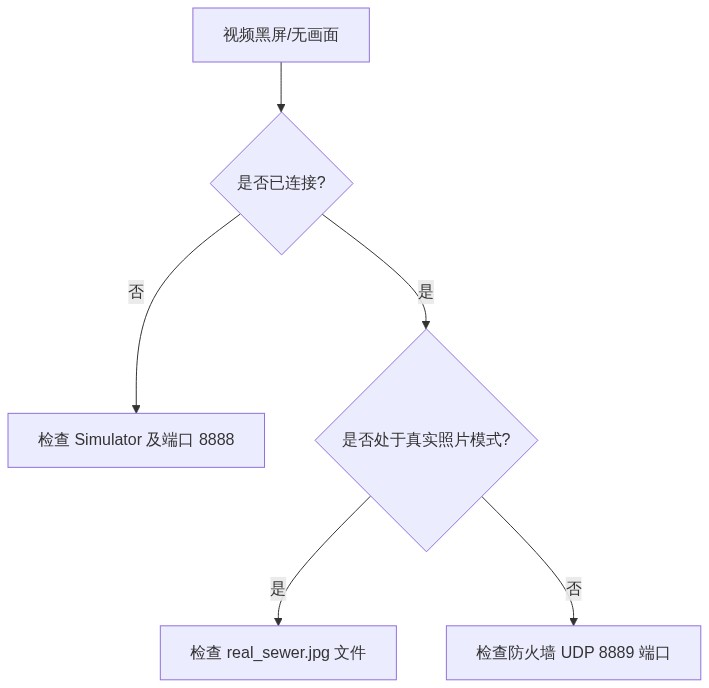 视频黑屏/无画面
是否已连接?
否
是
检查 Simulator 及端口 8888
是否处于真实照片模式?
是
否
检查 real_sewer.jpg 文件
检查防火墙 UDP 8889 端口